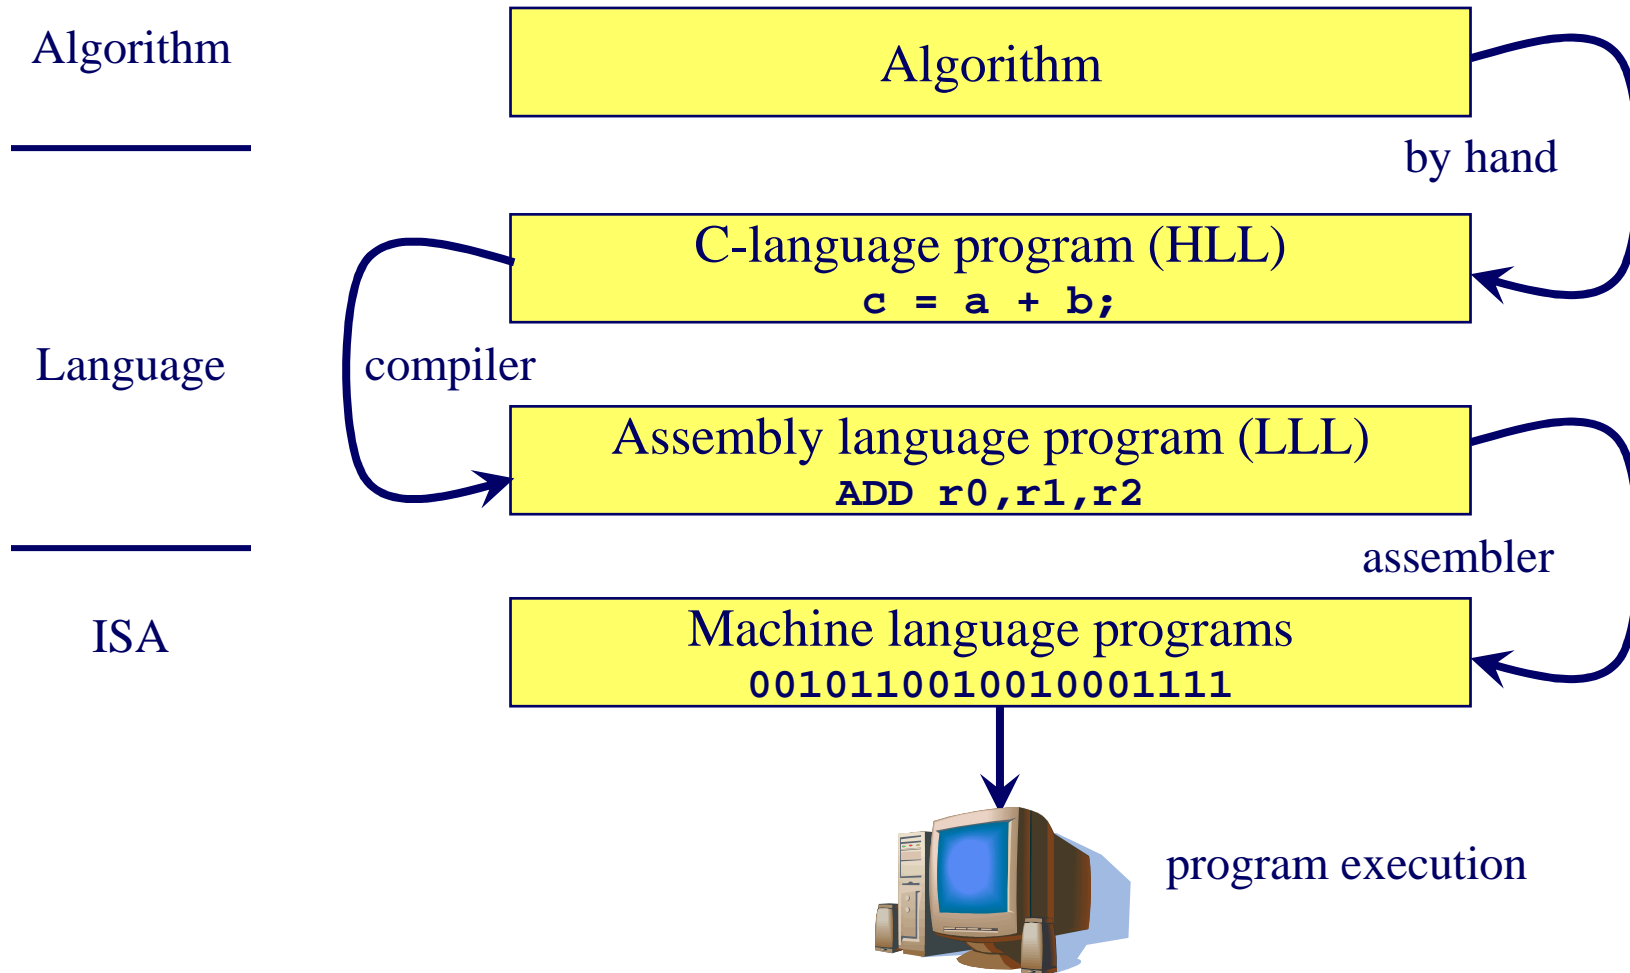 Algorithm
Algorithm
by hand
C-language program (HLL)
c = a + b;
Language
compiler
Assembly language program (LLL)
ADD r0,r1,r2
assembler
ISA
Machine language programs
0010110010010001111
program execution